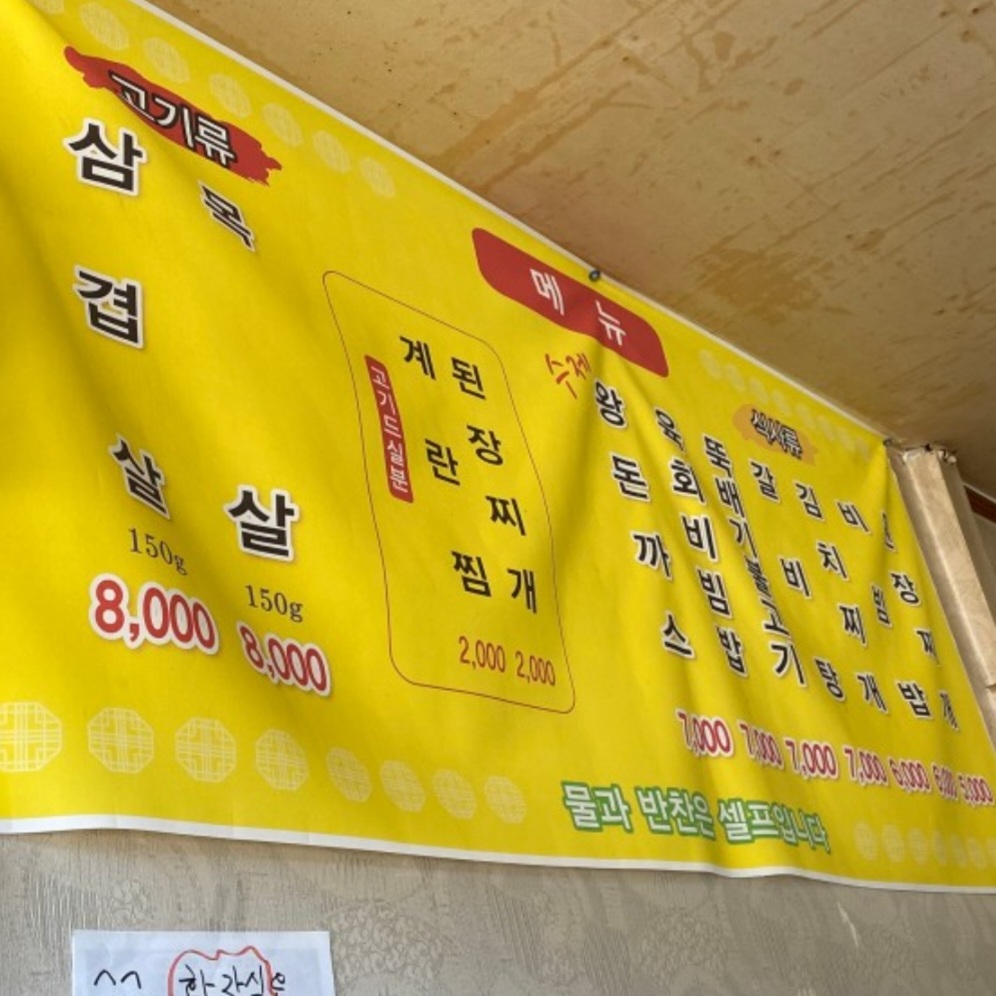 메뉴
고기류
삼겹살
150g
8,000
목살
150g
8,000
고기드실분
계란찜
2,000
된장찌개
2,000
식사류
수제
왕돈까스
7,000
육회비빔밥
7,000
뚝배기불고기
7,000
갈비탕
7,000
김치찌개
6,000
비빔밥
6,000
된장찌개
5,000
물과 반찬은 셀프입니다
^^